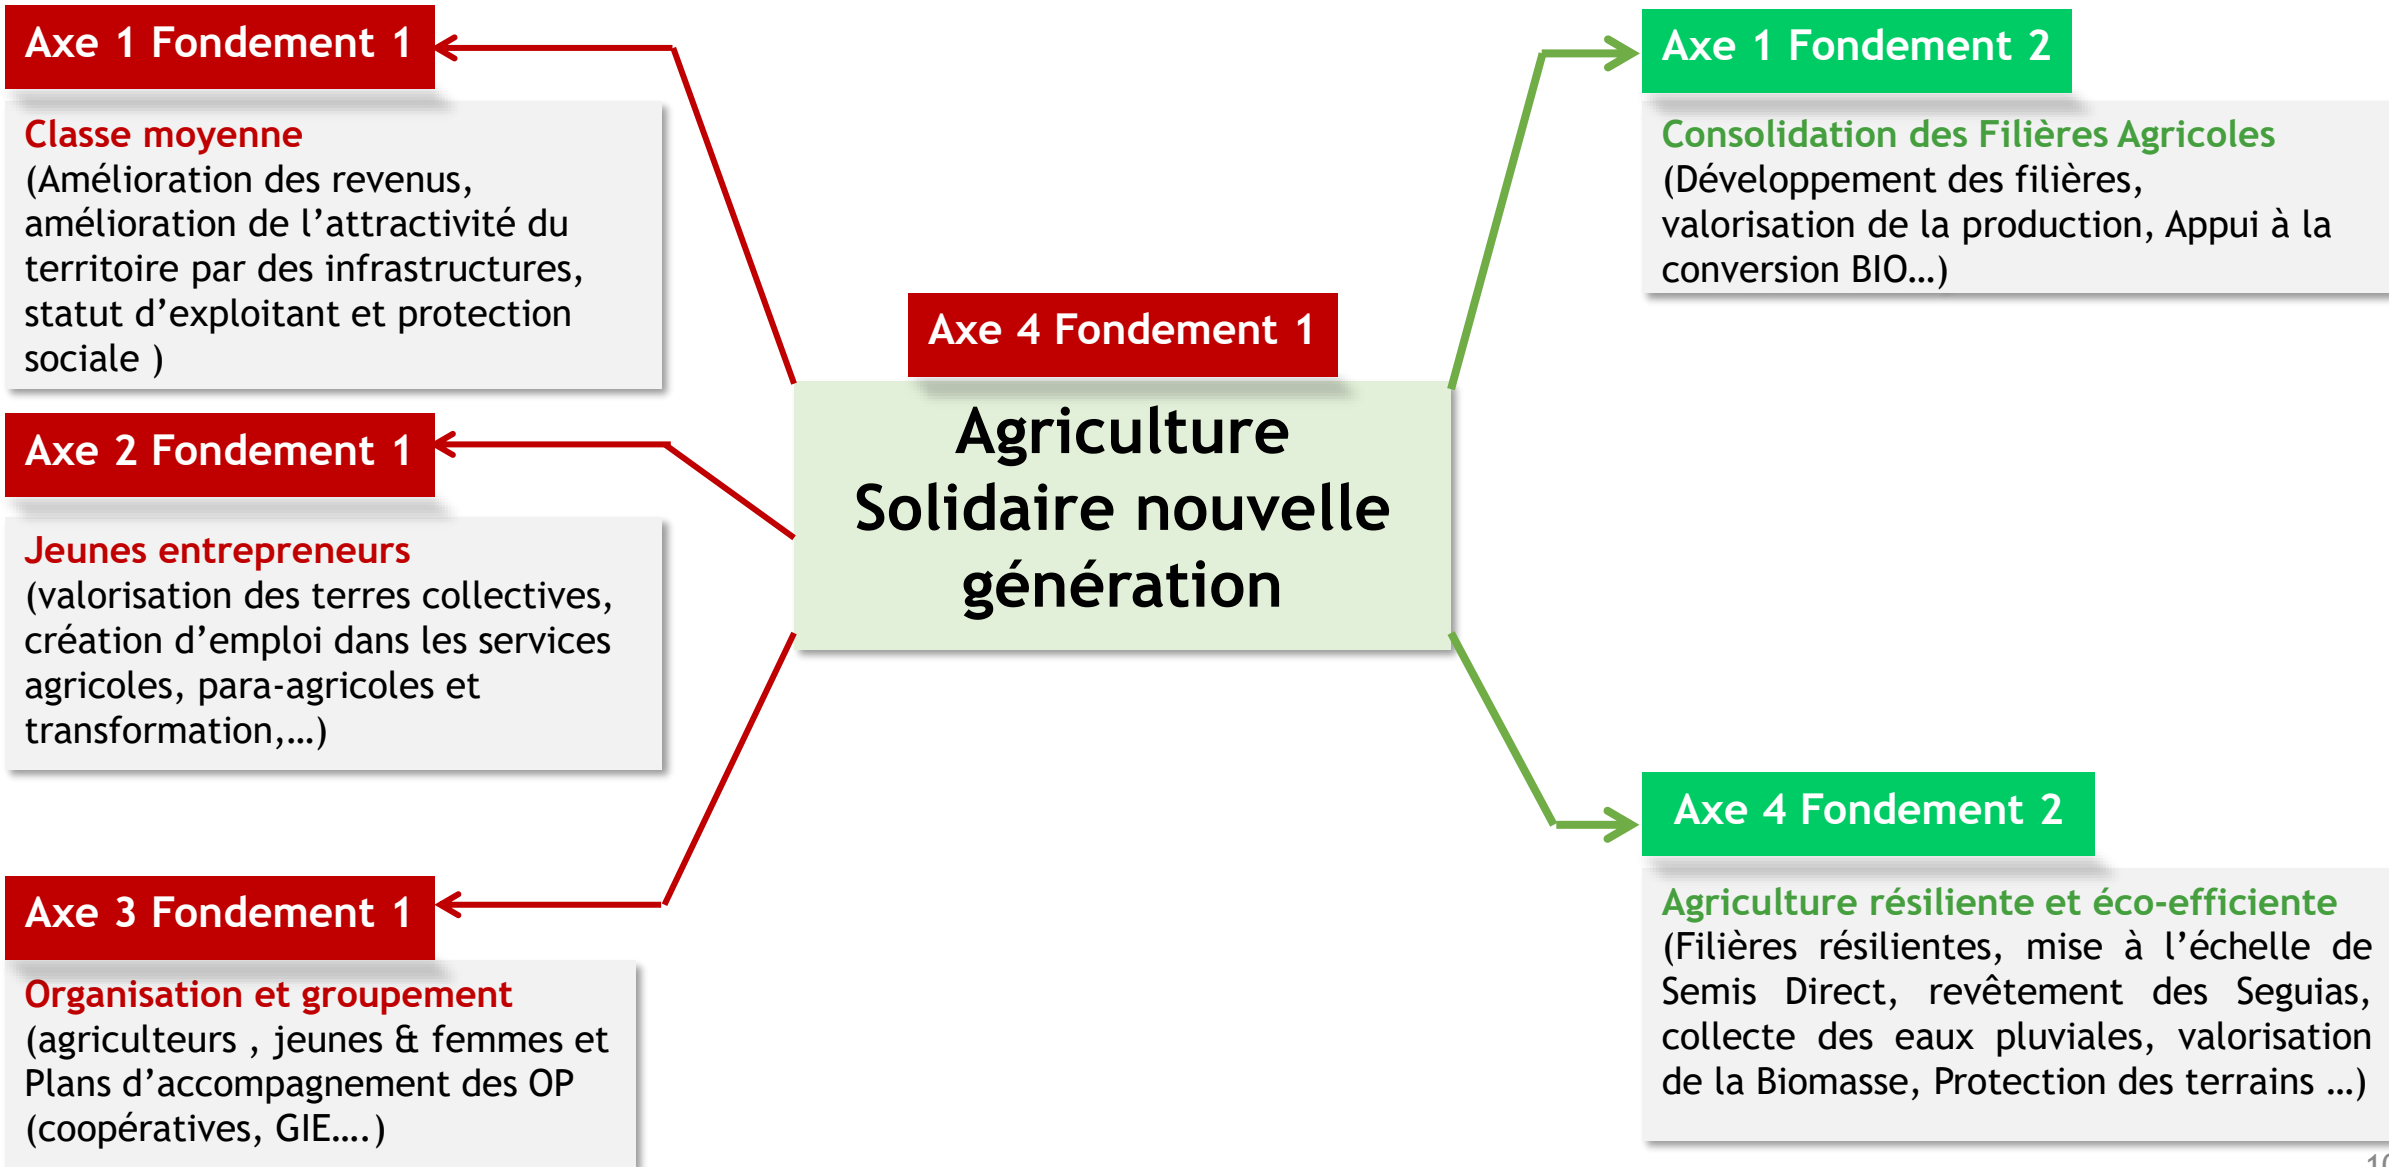 Axe 1 Fondement 1
Classe moyenne
(Amélioration des revenus,
amélioration de l’attractivité du
territoire par des infrastructures,
statut d’exploitant et protection
sociale )
Axe 2 Fondement 1
Jeunes entrepreneurs
(valorisation des terres collectives,
création d’emploi dans les services
agricoles, para-agricoles et
transformation,…)
Axe 3 Fondement 1
Organisation et groupement
(agriculteurs , jeunes & femmes et
Plans d’accompagnement des OP
(coopératives, GIE….)
Axe 4 Fondement 1
Agriculture
Solidaire nouvelle
génération
Axe 1 Fondement 2
Consolidation des Filières Agricoles
(Développement des filières,
valorisation de la production, Appui à la
conversion BIO…)
Axe 4 Fondement 2
Agriculture résiliente et éco-efficiente
(Filières résilientes, mise à l’échelle de
Semis Direct, revêtement des Seguias,
collecte des eaux pluviales, valorisation
de la Biomasse, Protection des terrains …)